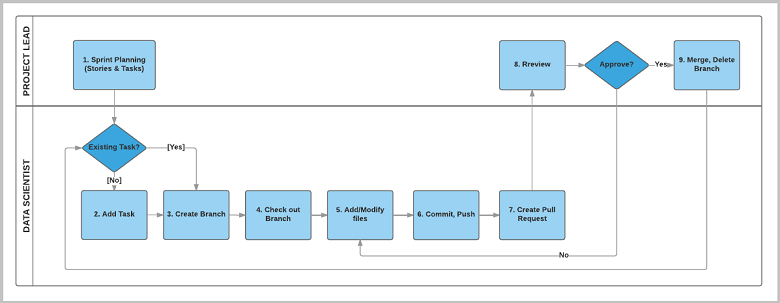 PROJECT LEAD
1. Sprint Planning
(Stories & Tasks)
8. Rreview
Approve?
Yes
9. Merge, Delete
Branch
DATA SCIENTIST
Existing Task?
[Yes]
[No]
2. Add Task
3. Create Branch
4. Check out
Branch
5. Add/Modify
files
6. Commit, Push
7. Create Pull
Request
No